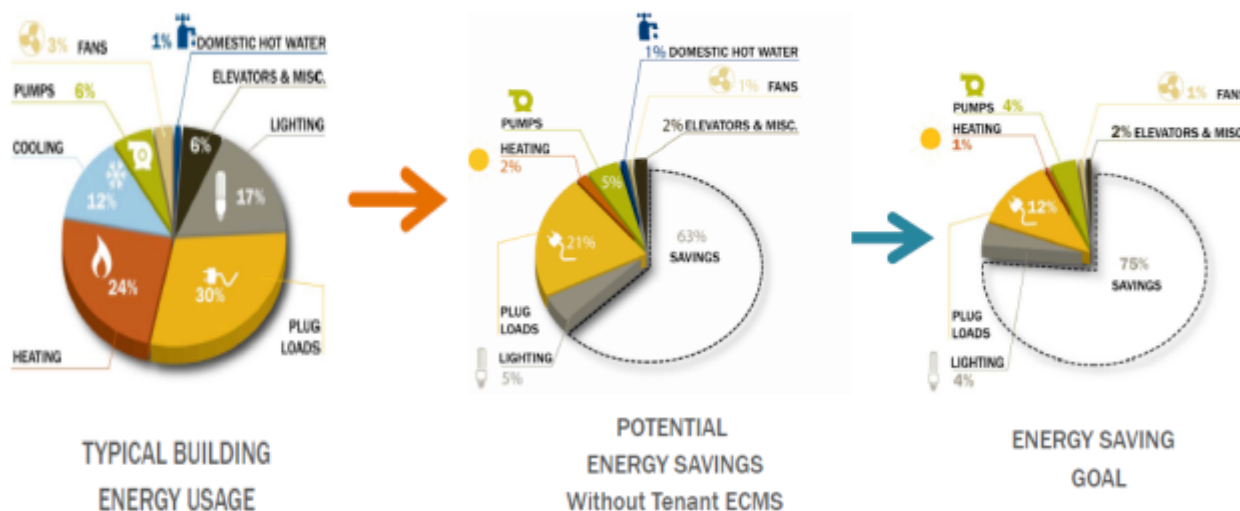 3% FANS
1% DOMESTIC HOT WATER
PUMPS 6%
ELEVATORS & MISC.
6%
LIGHTING
17%
COOLING
12%
24%
30%
HEATING
PLUG
LOADS
TYPICAL BUILDING
ENERGY USAGE
1% DOMESTIC HOT WATER
1% FANS
PUMPS
5%
2% ELEVATORS & MISC.
HEATING
2%
21%
63%
SAVINGS
PLUG
LOADS
LIGHTING
5%
POTENTIAL
ENERGY SAVINGS
Without Tenant ECMS
1% FANS
PUMPS 4%
2% ELEVATORS & MISC
HEATING
1%
12%
75%
SAVINGS
PLUG
LOADS
LIGHTING
4%
ENERGY SAVING
GOAL